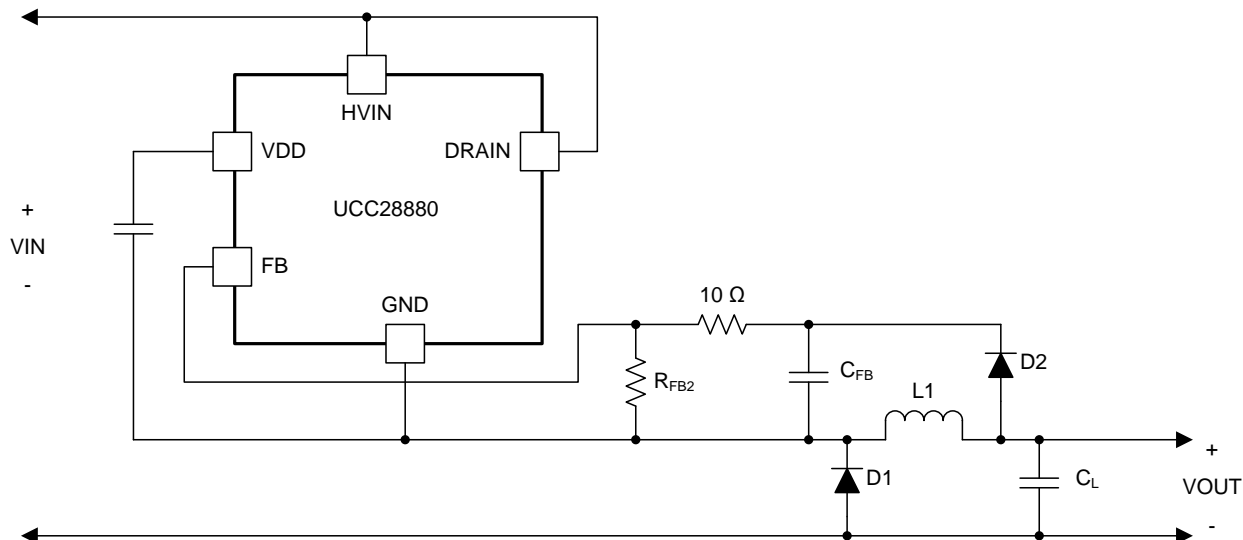 HVIN
VDD
DRAIN
UCC28880
+
VIN
-
FB
GND
10 Ω
D2
CFB
RFB2
L1
+
D1
CL
VOUT
-